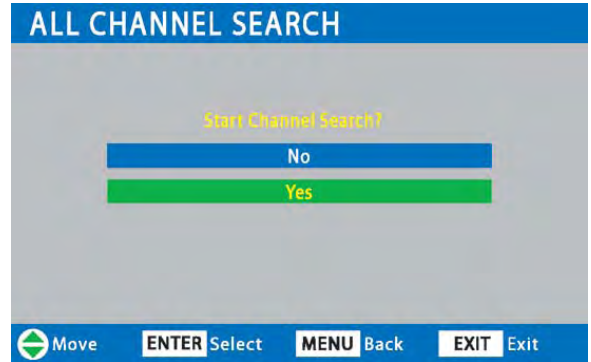 ALL CHANNEL SEARCH
Start Channel Search?
No
Yes
Move ENTER Select MENU Back EXIT Exit